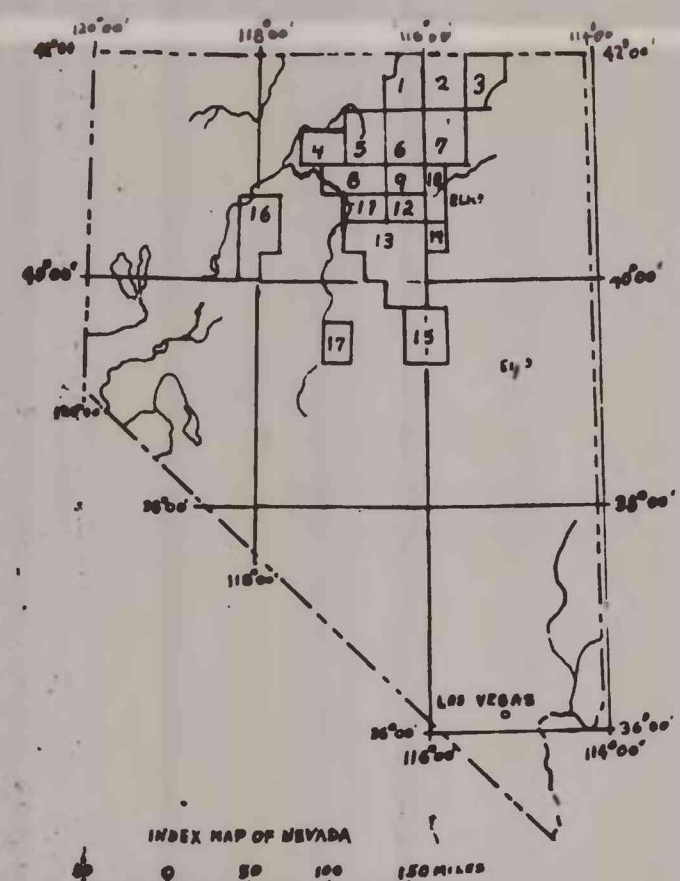 120°00' 118°00' 116°00' 114°00'
42°00' 42°00'
1 2 3
4 5 6 7
8 9 10
ELKO
16 11 12
13 14
40°00' 40°00'
17 15
38°00' 38°00'
118°00'
LOS VEGAS
36°00' 36°00'
116°00' 114°00'
INDEX MAP OF NEVADA
0 50 100 150 MILES